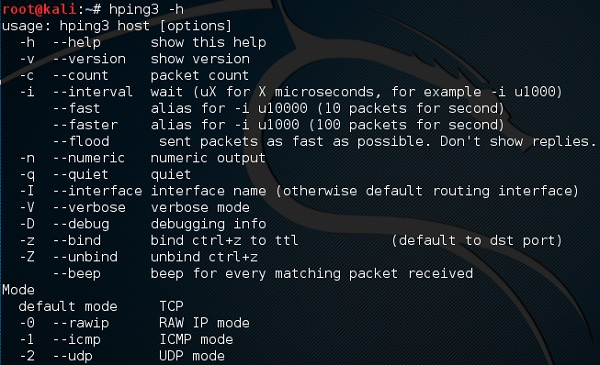 root@kali:~# hping3 -h
usage: hping3 host [options]
  -h  --help      show this help
  -v  --version   show version
  -c  --count     packet count
  -i  --interval  wait (uX for X microseconds, for example -i u1000)
      --fast      alias for -i u10000 (10 packets for second)
      --faster    alias for -i u1000 (100 packets for second)
      --flood      sent packets as fast as possible. Don't show replies.
  -n  --numeric   numeric output
  -q  --quiet     quiet
  -I  --interface interface name (otherwise default routing interface)
  -V  --verbose   verbose mode
  -D  --debug     debugging info
  -z  --bind      bind ctrl+z to ttl           (default to dst port)
  -Z  --unbind    unbind ctrl+z
      --beep      beep for every matching packet received
Mode
  default mode     TCP
  -0  --rawip      RAW IP mode
  -1  --icmp       ICMP mode
  -2  --udp        UDP mode